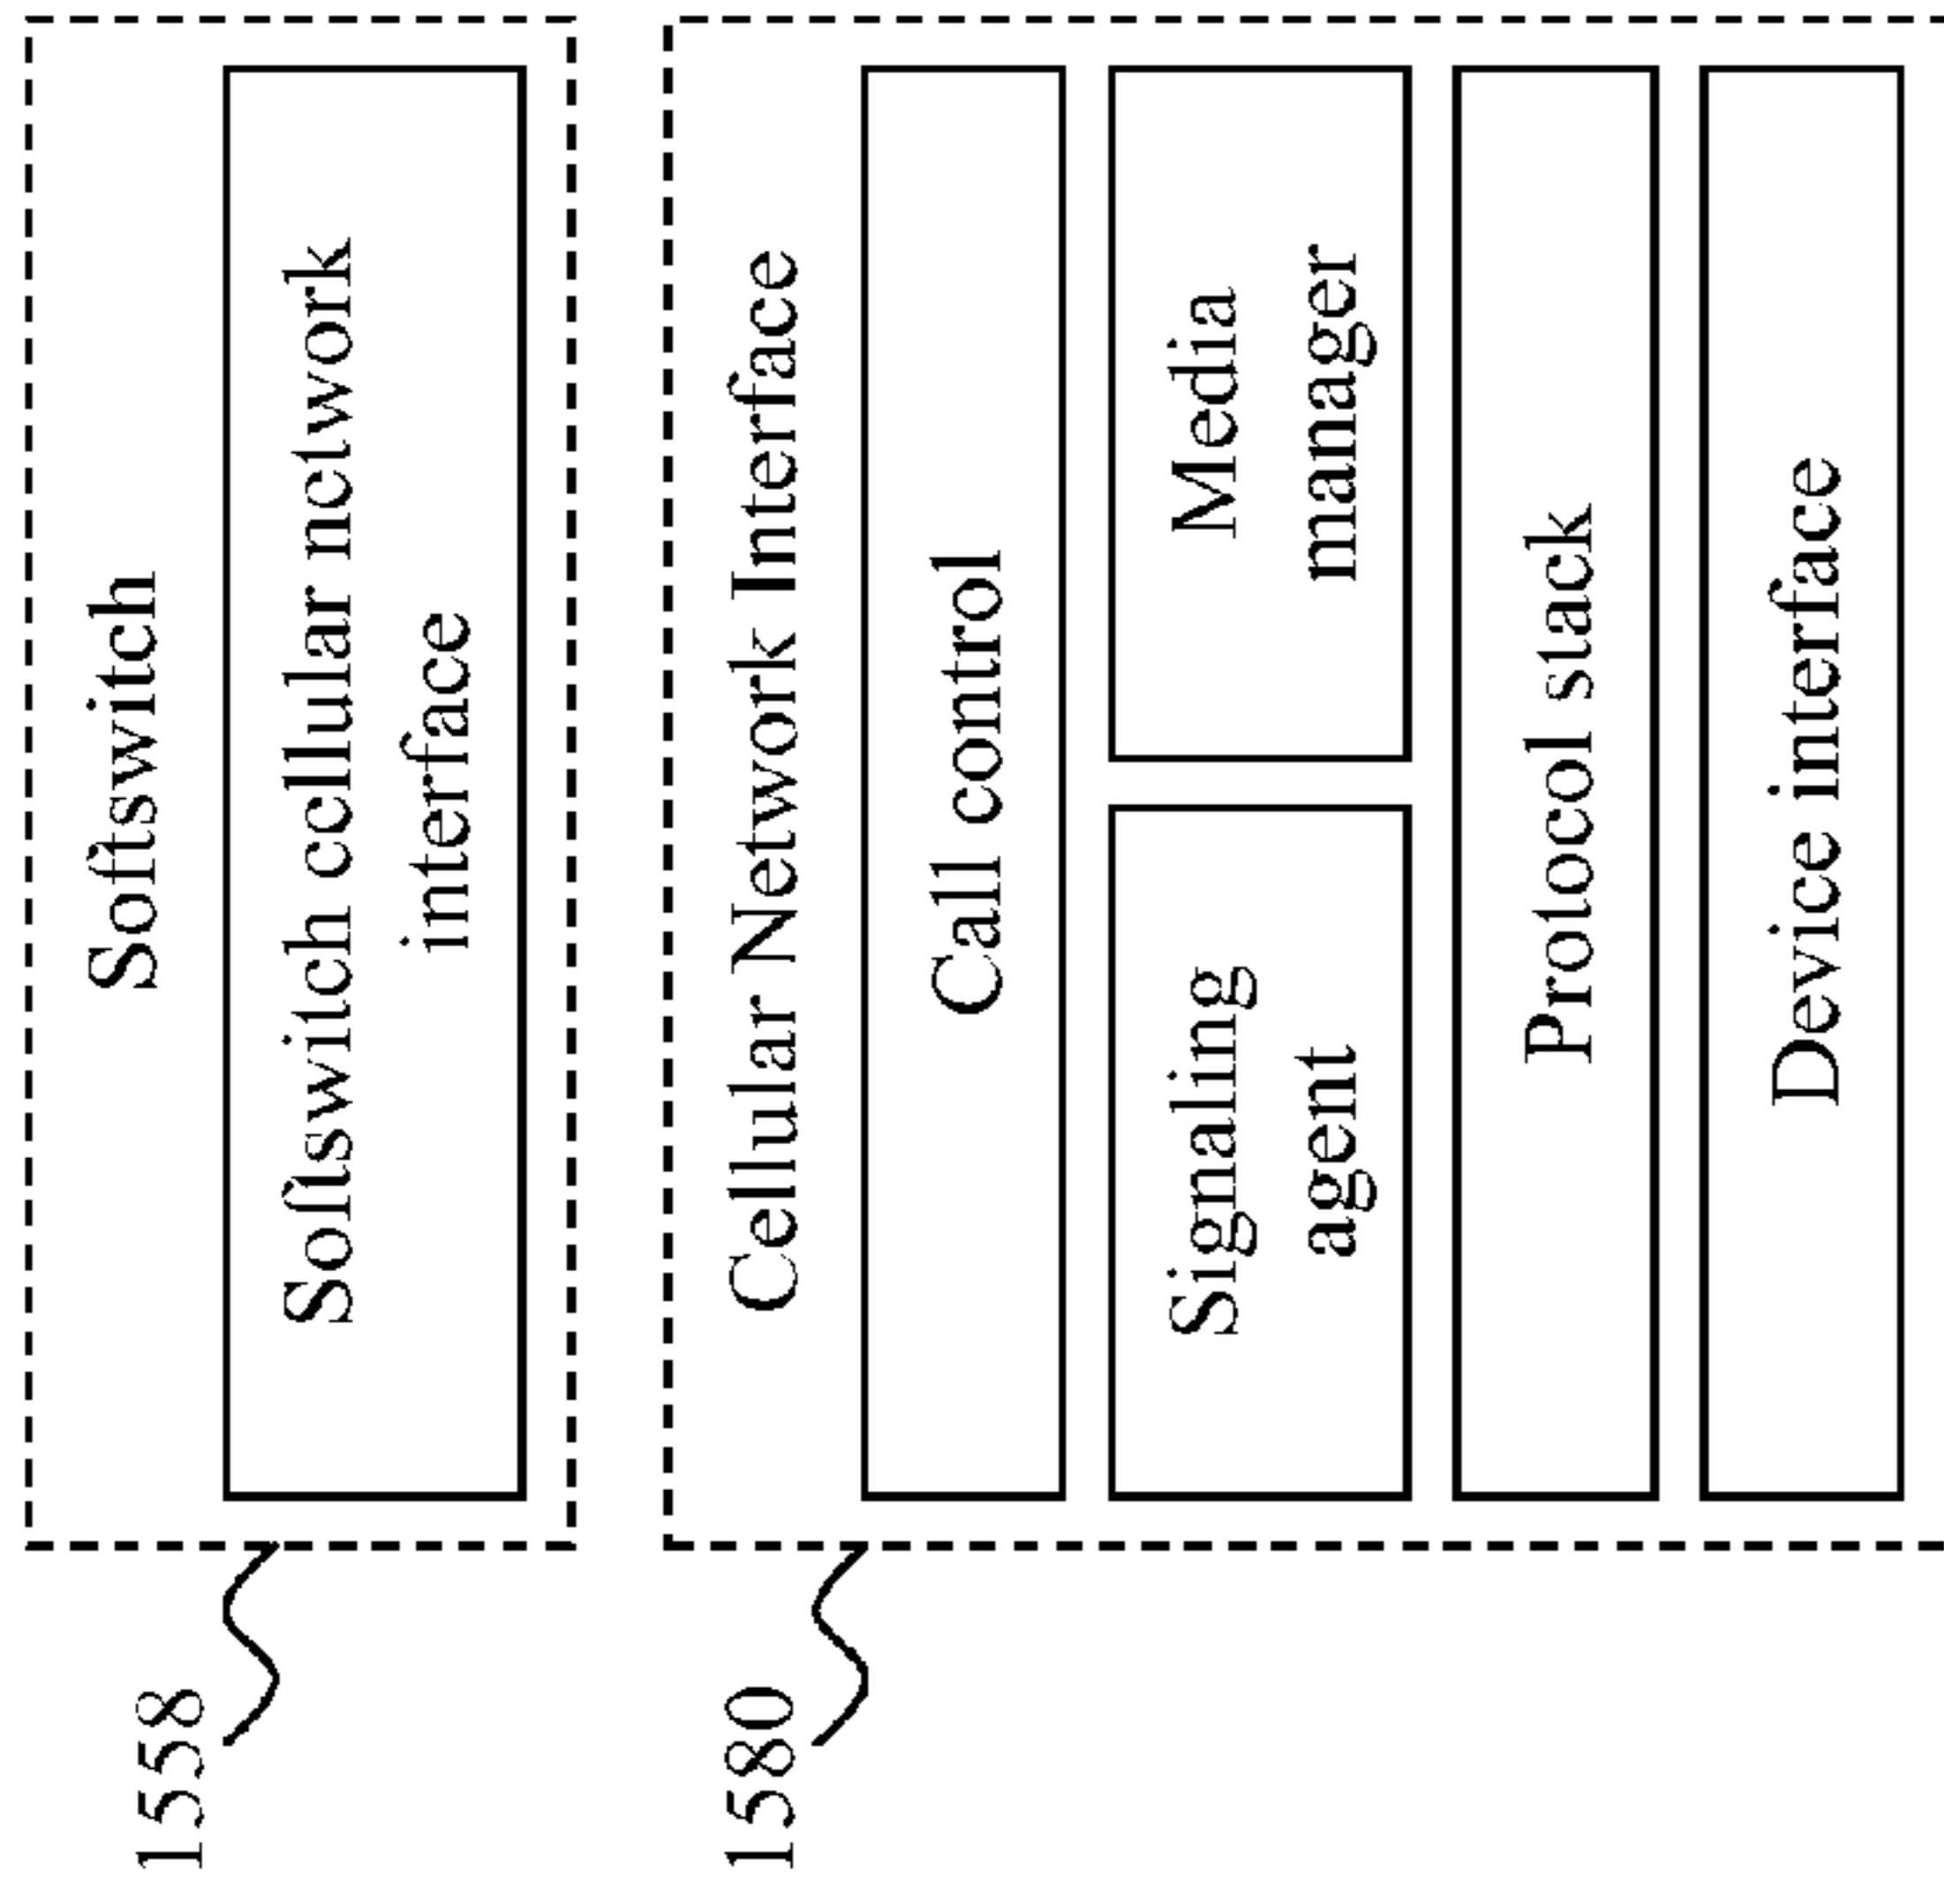 1558
Softswitch
Softswitch cellular network
interface
1580
Cellular Network Interface
Call control
Signaling
agent
Media
manager
Protocol stack
Device interface